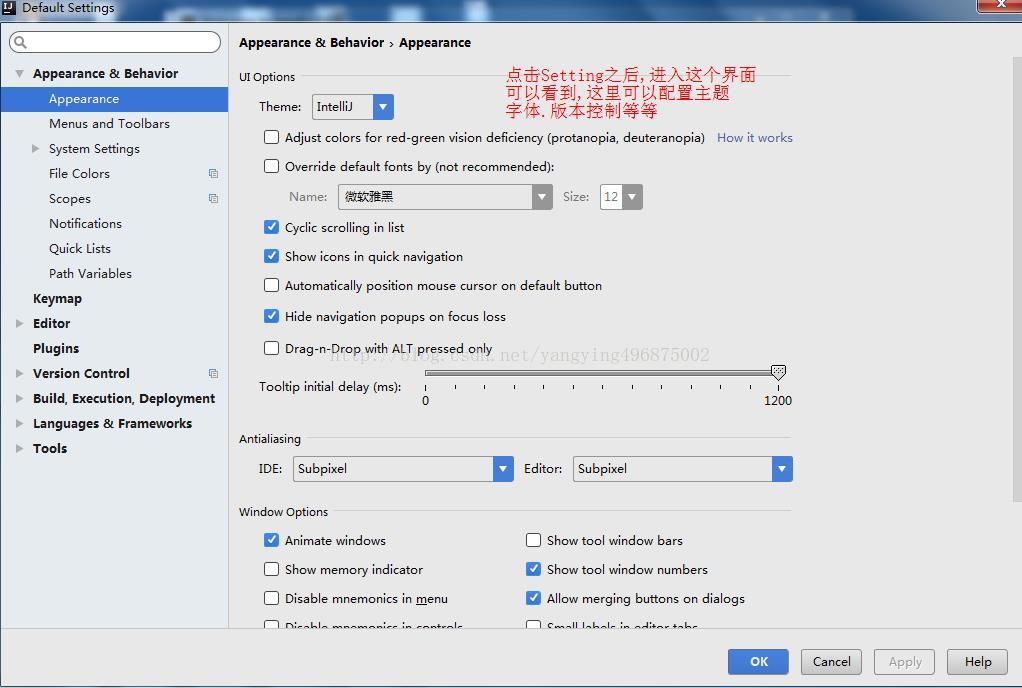 Default Settings
Appearance & Behavior
Appearance
Menus and Toolbars
System Settings
File Colors
Scopes
Notifications
Quick Lists
Path Variables
Keymap
Editor
Plugins
Version Control
Build, Execution, Deployment
Languages & Frameworks
Tools
Appearance & Behavior › Appearance
UI Options
点击Setting之后,进入这个界面
可以看到,这里可以配置主题
字体.版本控制等等
Theme: IntelliJ
Adjust colors for red-green vision deficiency (protanopia, deuteranopia) How it works
Override default fonts by (not recommended):
Name: 微软雅黑 Size: 12
Cyclic scrolling in list
Show icons in quick navigation
Automatically position mouse cursor on default button
Hide navigation popups on focus loss
Drag-n-Drop with ALT pressed only
http://blog.csdn.net/yangying496875002
Tooltip initial delay (ms):
0 1200
Antialiasing
IDE: Subpixel Editor: Subpixel
Window Options
Animate windows Show tool window bars
Show memory indicator Show tool window numbers
Disable mnemonics in menu Allow merging buttons on dialogs
Disable mnemonics in controls Small labels in editor tabs
OK Cancel Apply Help